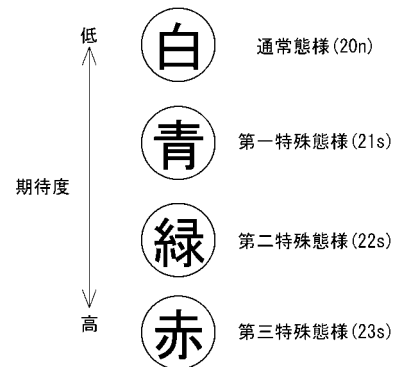 低
白
通常態様(20n)
青
第一特殊態様(21s)
期待度
緑
第二特殊態様(22s)
高
赤
第三特殊態様(23s)